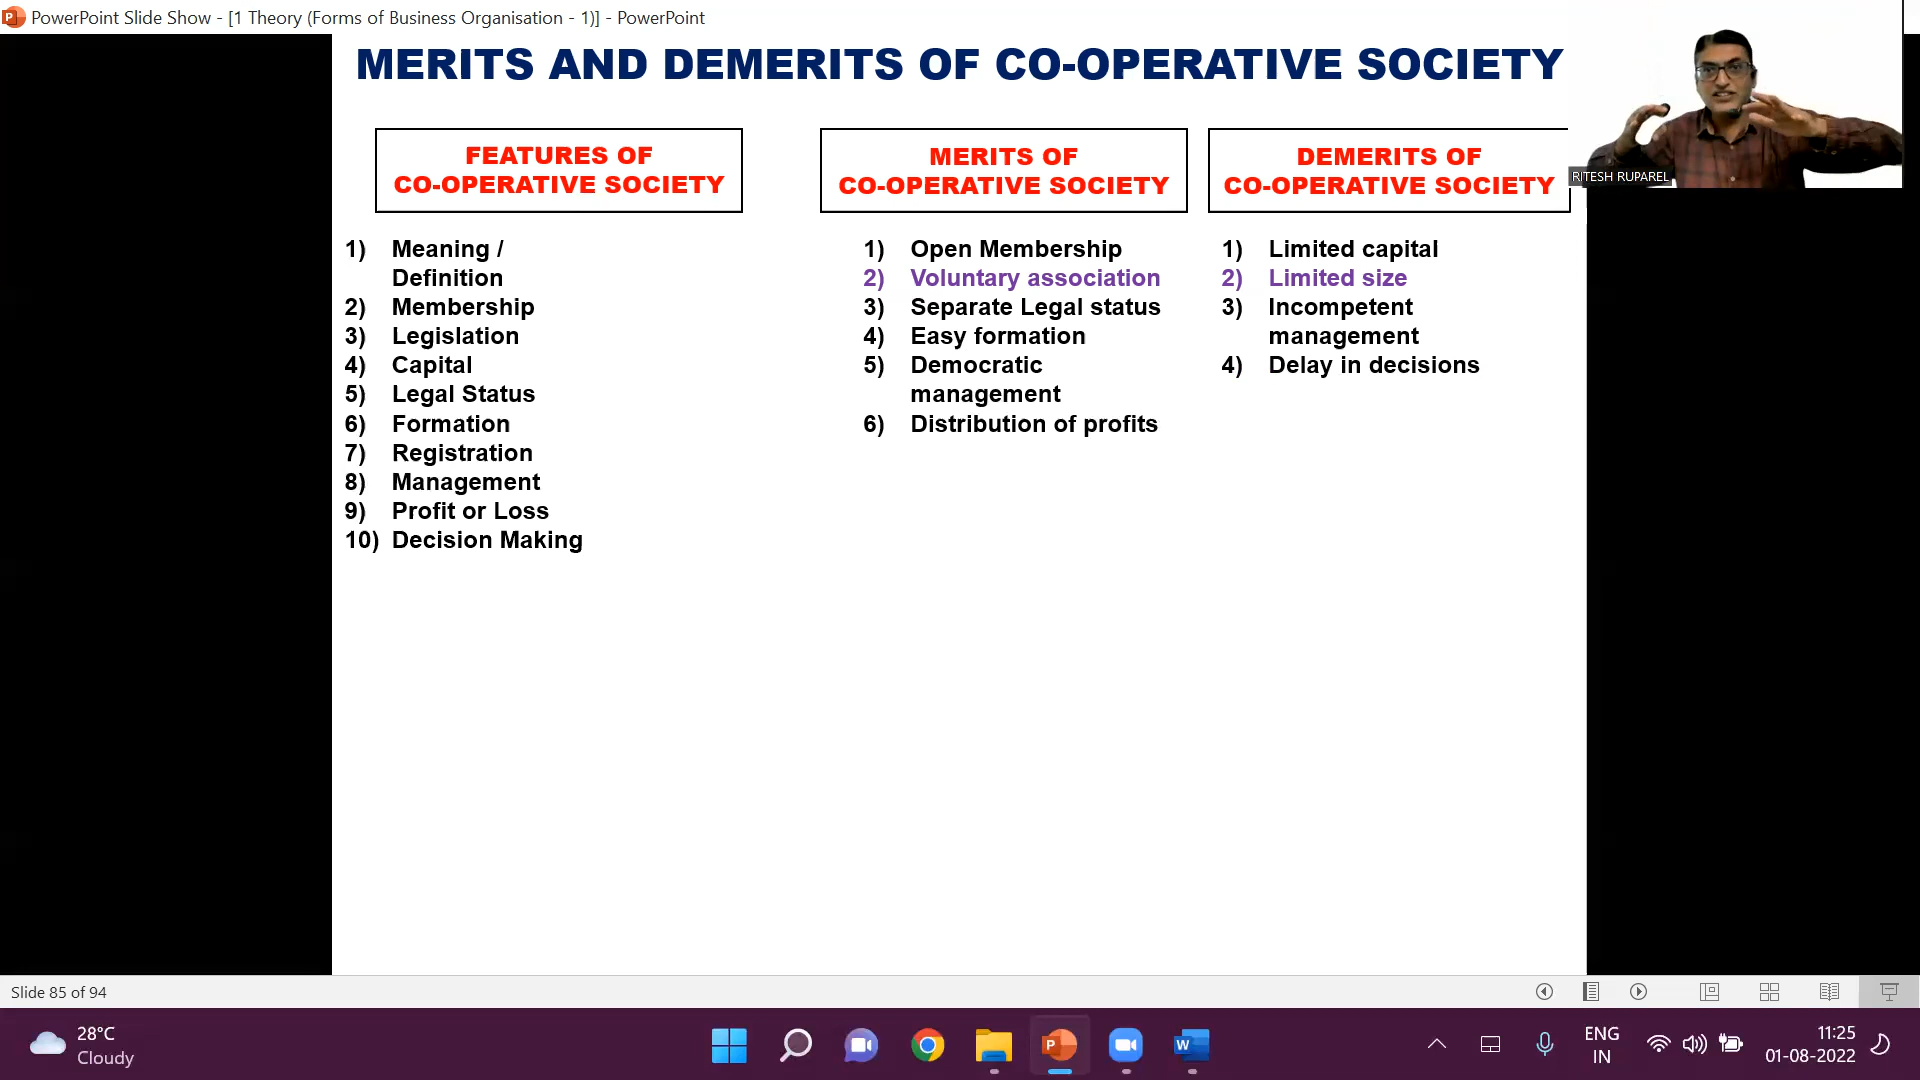 PowerPoint Slide Show - [1 Theory (Forms of Business Organisation - 1)] - PowerPoint
MERITS AND DEMERITS OF CO-OPERATIVE SOCIETY
FEATURES OF
CO-OPERATIVE SOCIETY
1) Meaning /
Definition
2) Membership
3) Legislation
4) Capital
5) Legal Status
6) Formation
7) Registration
8) Management
9) Profit or Loss
10) Decision Making
MERITS OF
CO-OPERATIVE SOCIETY
1) Open Membership
2) Voluntary association
3) Separate Legal status
4) Easy formation
5) Democratic
management
6) Distribution of profits
DEMERITS OF
CO-OPERATIVE SOCIETY
1) Limited capital
2) Limited size
3) Incompetent
management
4) Delay in decisions
RITESH RUPAREL
Slide 85 of 94
28°C
Cloudy
ENG
IN
11:25
01-08-2022